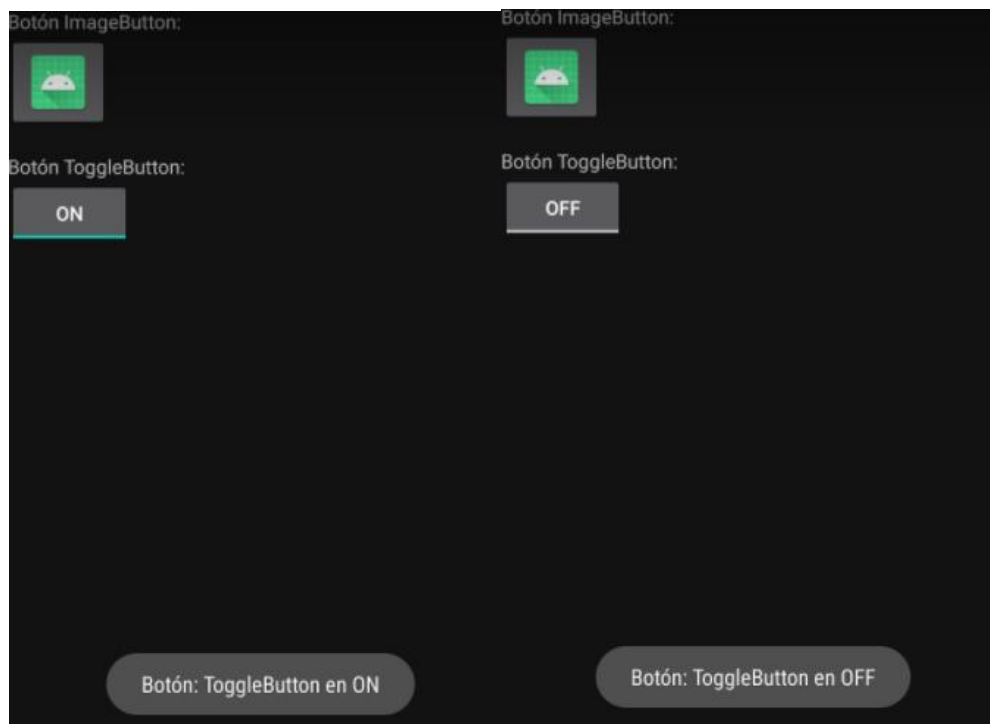 Botón ImageButton:
Botón ToggleButton:
ON
Botón: ToggleButton en ON
Botón ImageButton:
Botón ToggleButton:
OFF
Botón: ToggleButton en OFF